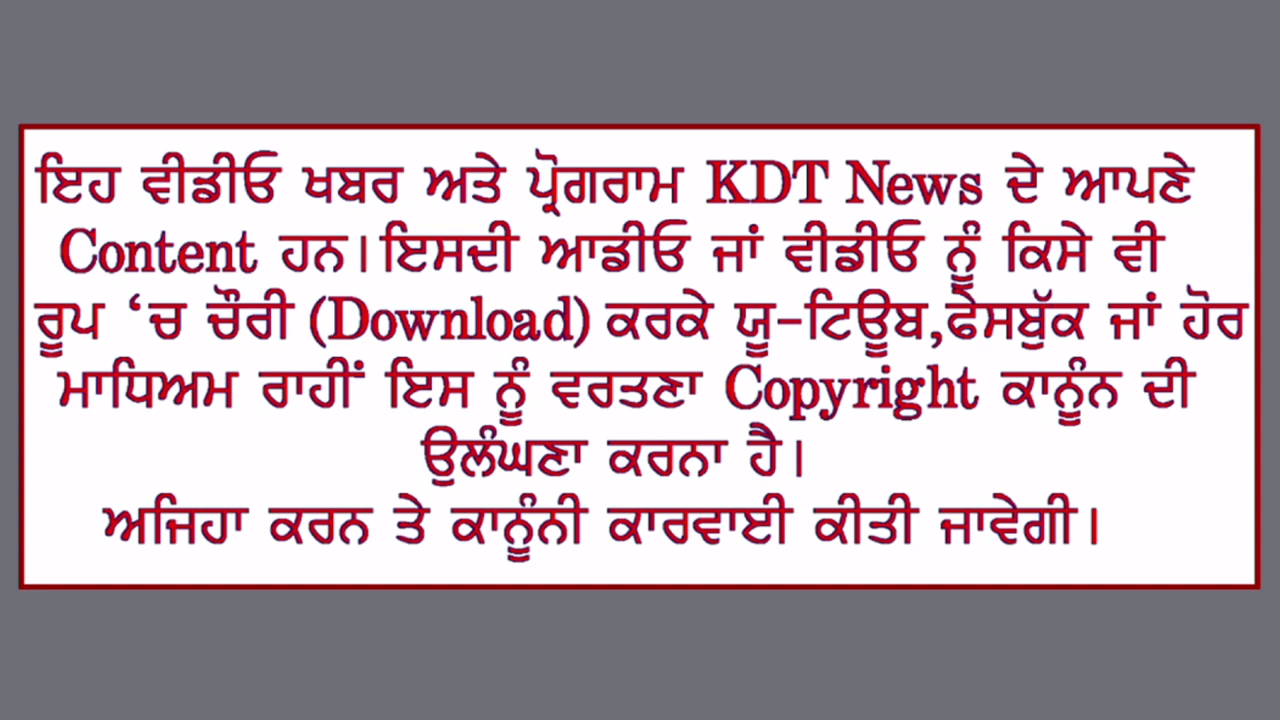 ਇਹ ਵੀਡੀਓ ਖਬਰ ਅਤੇ ਪ੍ਰੋਗਰਾਮ KDT News ਦੇ ਆਪਣੇ
Content ਹਨ। ਇਸਦੀ ਆਡੀਓ ਜਾਂ ਵੀਡੀਓ ਨੂੰ ਕਿਸੇ ਵੀ
ਰੂਪ ‘ਚ ਚੌਰੀ (Download) ਕਰਕੇ ਯੂ-ਟਿਊਬ,ਫੇਸਬੁੱਕ ਜਾਂ ਹੋਰ
ਮਾਧਿਅਮ ਰਾਹੀਂ ਇਸ ਨੂੰ ਵਰਤਣਾ Copyright ਕਾਨੂੰਨ ਦੀ
ਉਲੰਘਣਾ ਕਰਨਾ ਹੈ।
ਅਜਿਹਾ ਕਰਨ ਤੇ ਕਾਨੂੰਨੀ ਕਾਰਵਾਈ ਕੀਤੀ ਜਾਵੇਗੀ।